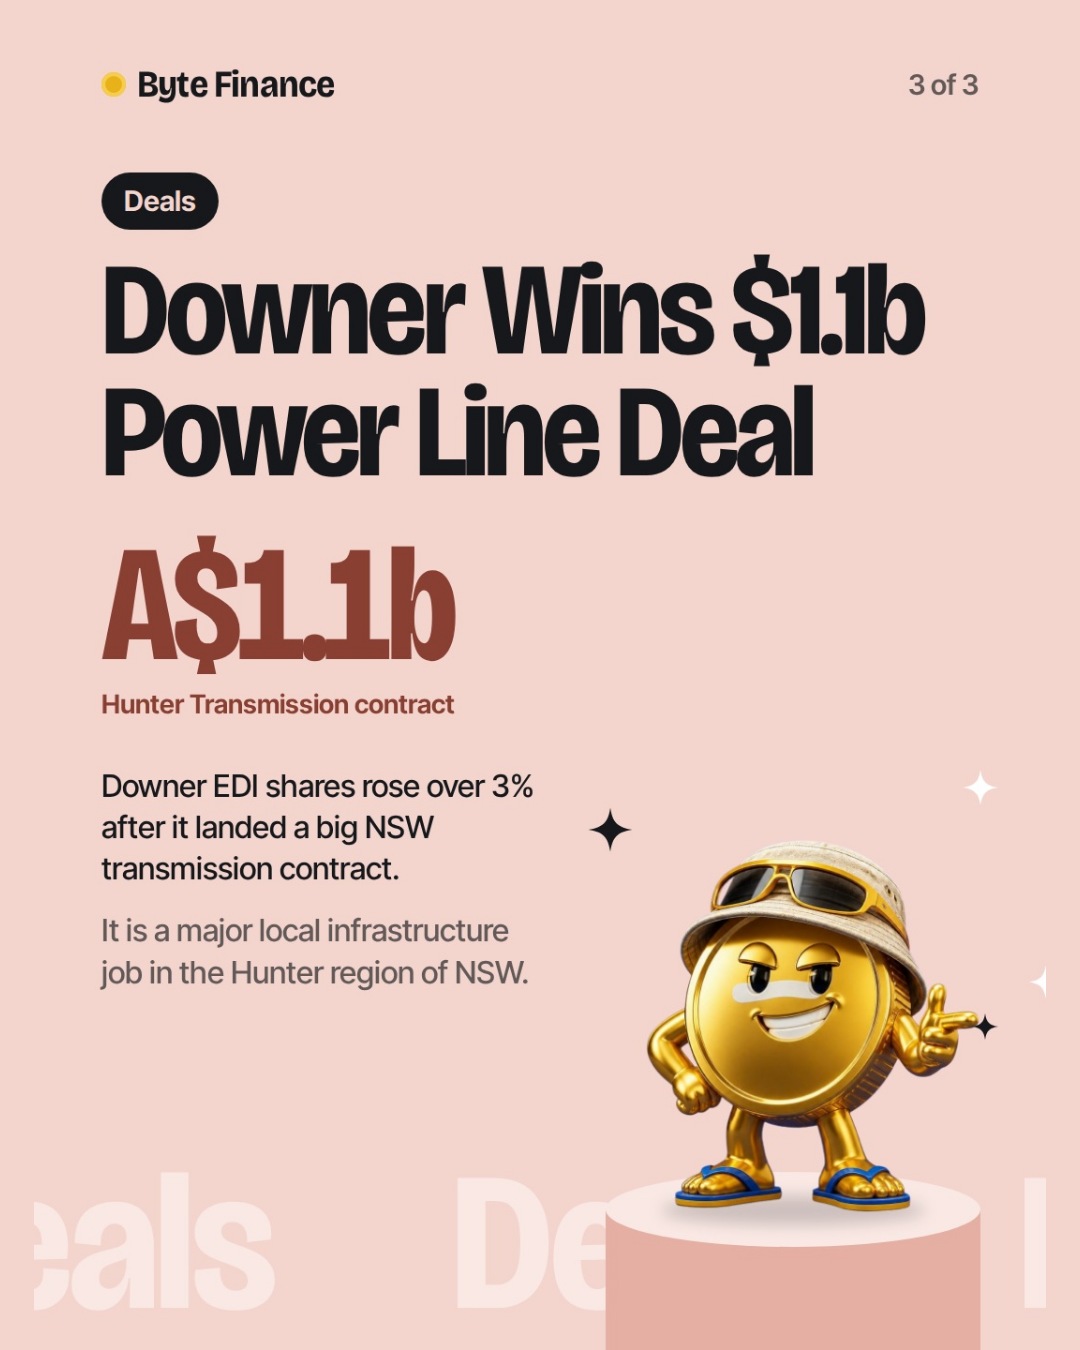 Byte Finance
3 of 3
Deals
Downer Wins $1.1b
Power Line Deal
A$1.1b
Hunter Transmission contract
Downer EDI shares rose over 3%
after it landed a big NSW
transmission contract.
It is a major local infrastructure
job in the Hunter region of NSW.
eals De